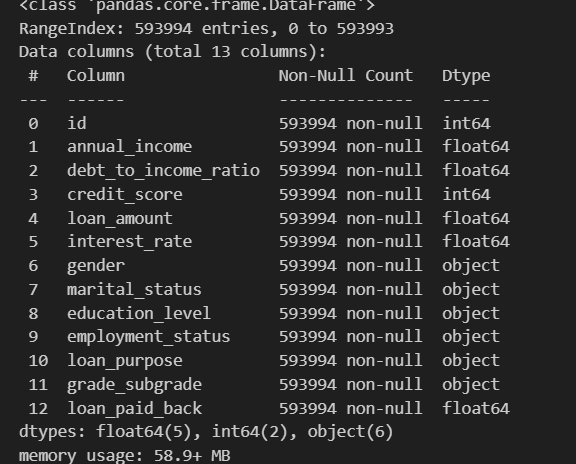 <class 'pandas.core.frame.DataFrame'>
RangeIndex: 593994 entries, 0 to 593993
Data columns (total 13 columns):
 #   Column                Non-Null Count   Dtype
---  ------                --------------   -----
 0   id                    593994 non-null  int64
 1   annual_income         593994 non-null  float64
 2   debt_to_income_ratio  593994 non-null  float64
 3   credit_score          593994 non-null  int64
 4   loan_amount           593994 non-null  float64
 5   interest_rate         593994 non-null  float64
 6   gender                593994 non-null  object
 7   marital_status        593994 non-null  object
 8   education_level       593994 non-null  object
 9   employment_status     593994 non-null  object
 10  loan_purpose          593994 non-null  object
 11  grade_subgrade        593994 non-null  object
 12  loan_paid_back        593994 non-null  float64
dtypes: float64(5), int64(2), object(6)
memory usage: 58.9+ MB